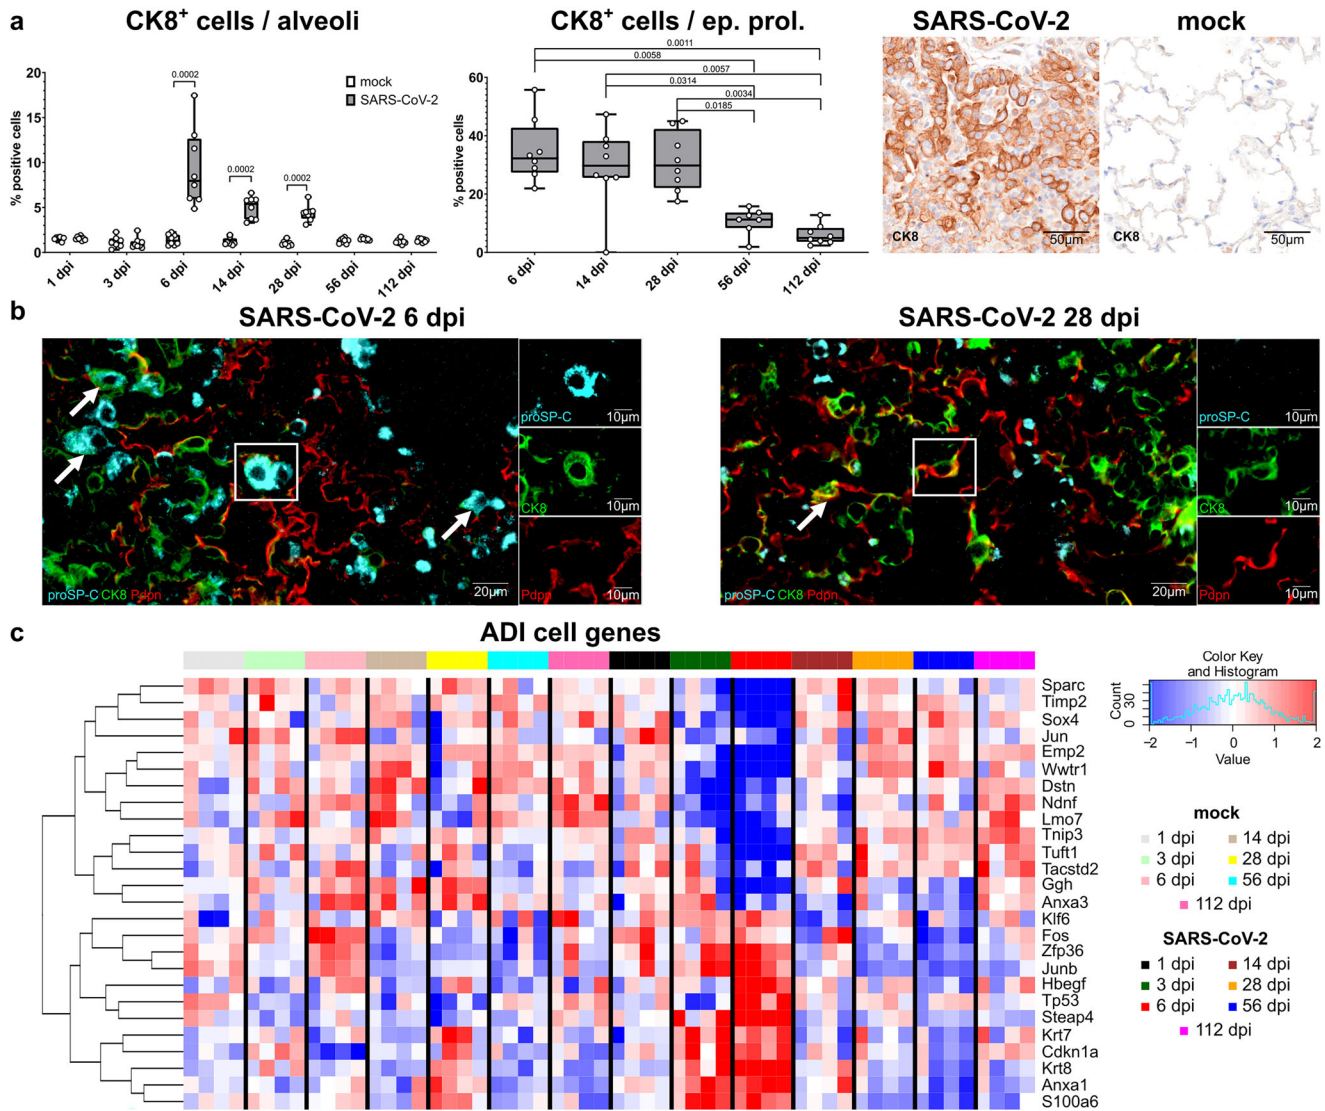 a
CK8+ cells / alveoli
% positive cells
20
15
10
5
0
0.0002
0.0002
0.0002
mock
SARS-CoV-2
1 dpi
3 dpi
6 dpi
14 dpi
28 dpi
56 dpi
112 dpi
CK8+ cells / ep. prol.
% positive cells
60
40
20
0
0.0011
0.0058
0.0057
0.0314
0.0034
0.0185
6 dpi
14 dpi
28 dpi
56 dpi
112 dpi
SARS-CoV-2
CK8
50µm
mock
CK8
50µm
b
SARS-CoV-2 6 dpi
proSP-C CK8 Pdpn
20µm
proSP-C
10µm
CK8
10µm
Pdpn
10µm
SARS-CoV-2 28 dpi
proSP-C CK8 Pdpn
20µm
proSP-C
10µm
CK8
10µm
Pdpn
10µm
c
ADI cell genes
Sparc
Timp2
Sox4
Jun
Emp2
Wwtr1
Dstn
Ndnf
Lmo7
Tnip3
Tuft1
Tacstd2
Ggh
Anxa3
Klf6
Fos
Zfp36
Junb
Hbegf
Tp53
Steap4
Krt7
Cdkn1a
Krt8
Anxa1
S100a6
Color Key
and Histogram
Count
0 30
-2 -1 0 1 2
Value
mock
1 dpi 14 dpi
3 dpi 28 dpi
6 dpi 56 dpi
112 dpi
SARS-CoV-2
1 dpi 14 dpi
3 dpi 28 dpi
6 dpi 56 dpi
112 dpi